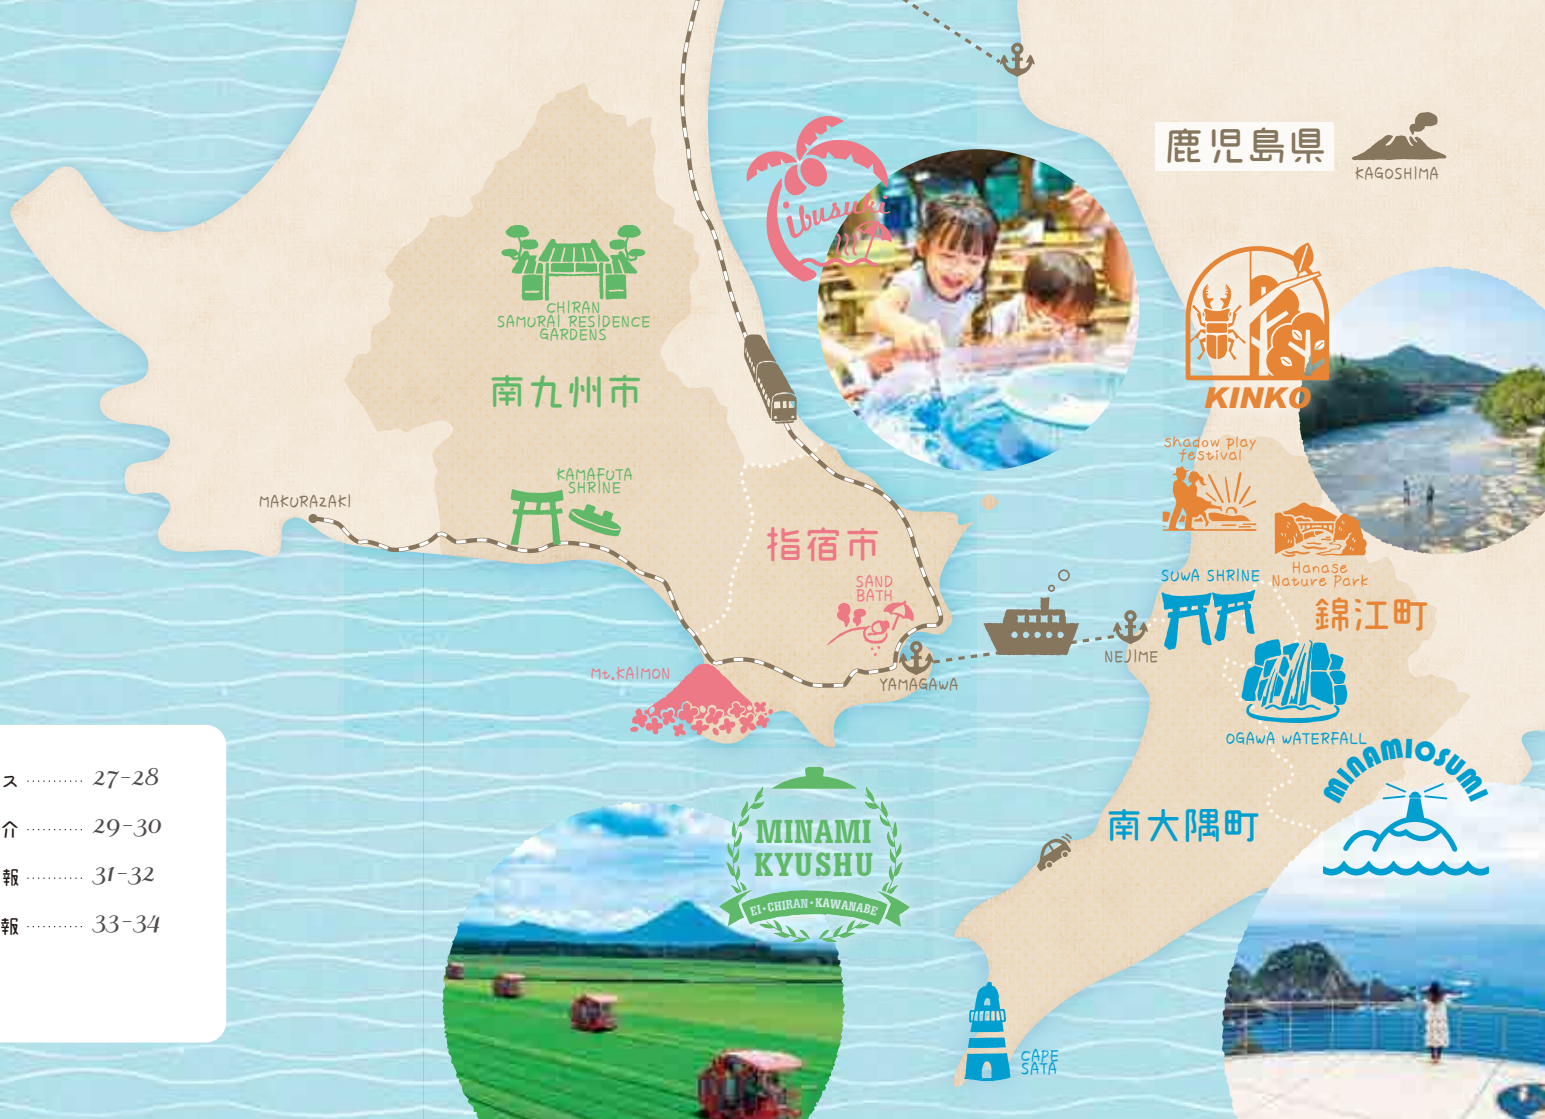 鹿児島県
KAGOSHIMA
ibusuki
CHIRAN
SAMURAI RESIDENCE
GARDENS
南九州市
KAMAFUTA
SHRINE
MAKURAZAKI
指宿市
SAND
BATH
Mt.KAIMON
YAMAGAWA
NEJIME
KINKO
Shadow play
festival
Hanase
Nature Park
錦江町
SUWA SHRINE
OGAWA WATERFALL
MINAMIOSUMI
南大隅町
CAPE
SATA
MINAMI
KYUSHU
EI・CHIRAN・KAWANABE
ス ··········· 27-28
介 ··········· 29-30
報 ··········· 31-32
報 ··········· 33-34